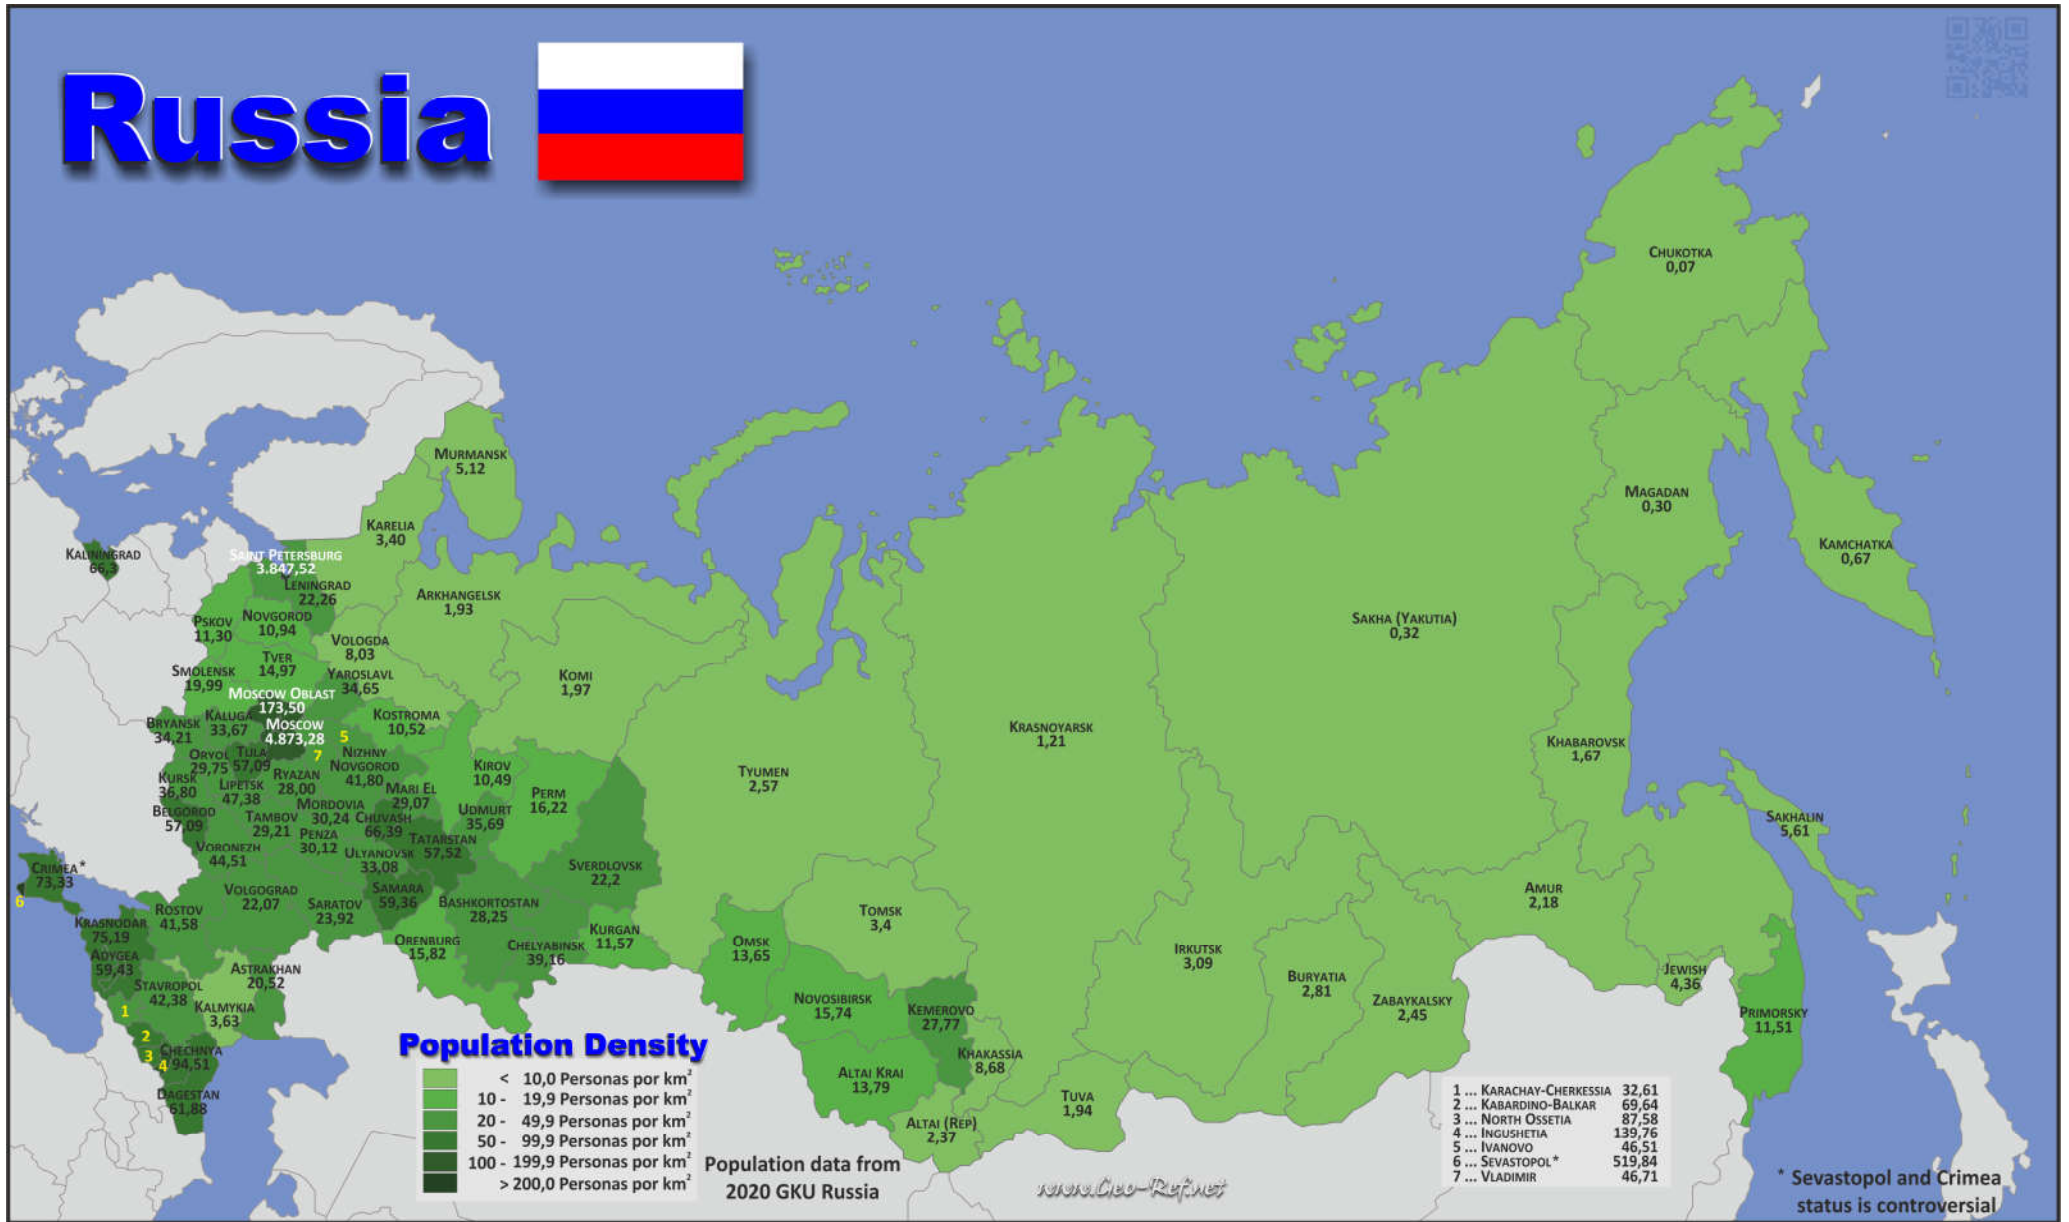 Russia
CHUKOTKA
0,07
MURMANSK
5,12
MAGADAN
0,30
KARELIA
3,40
KAMCHATKA
0,67
KALININGRAD
66,3
SAINT PETERSBURG
3.847,52
LENINGRAD
22,26
ARKHANGELSK
1,93
PSKOV
11,30
NOVGOROD
10,94
SAKHA (YAKUTIA)
0,32
VOLOGDA
8,03
TVER
14,97
SMOLENSK
19,99
YAROSLAVL
34,65
KOMI
1,97
MOSCOW OBLAST
173,50
BRYANSK
34,21
KALUGA
33,67
MOSCOW
4.873,28
KOSTROMA
10,52
KRASNOYARSK
1,21
5
7
KHABAROVSK
1,67
ORYOL
29,75
TULA
57,09
NIZHNY
NOVGOROD
41,80
KIROV
10,49
TYUMEN
2,57
KURSK
36,80
LIPETSK
47,38
RYAZAN
28,00
MARI EL
29,07
PERM
16,22
BELGOROD
57,09
TAMBOV
29,21
MORDOVIA
30,24
CHUVASH
66,39
UDMURT
35,69
SAKHALIN
5,61
VORONEZH
44,51
PENZA
30,12
ULYANOVSK
33,08
TATARSTAN
57,52
CRIMEA*
73,33
6
SVERDLOVSK
22,2
VOLGOGRAD
22,07
SARATOV
23,92
SAMARA
59,36
BASHKORTOSTAN
28,25
AMUR
2,18
KRASNODAR
75,19
ROSTOV
41,58
TOMSK
3,4
ORENBURG
15,82
CHELYABINSK
39,16
KURGAN
11,57
OMSK
13,65
IRKUTSK
3,09
ADYGEA
59,43
ASTRAKHAN
20,52
BURYATIA
2,81
JEWISH
4,36
STAVROPOL
42,38
KALMYKIA
3,63
NOVOSIBIRSK
15,74
KEMEROVO
27,77
ZABAYKALSKY
2,45
PRIMORSKY
11,51
1
2
3
4
CHECHNYA
94,51
DAGESTAN
61,88
KHAKASSIA
8,68
ALTAI KRAI
13,79
TUVA
1,94
ALTAI (REP)
2,37
Population Density
< 10,0 Personas por km²
10 - 19,9 Personas por km²
20 - 49,9 Personas por km²
50 - 99,9 Personas por km²
100 - 199,9 Personas por km²
> 200,0 Personas por km²
Population data from
2020 GKU Russia
www.Geo-Ref.net
1 ... KARACHAY-CHERKESSIA 32,61
2 ... KABARDINO-BALKAR 69,64
3 ... NORTH OSSETIA 87,58
4 ... INGUSHETIA 139,76
5 ... IVANOVO 46,51
6 ... SEVASTOPOL* 519,84
7 ... VLADIMIR 46,71
* Sevastopol and Crimea
status is controversial